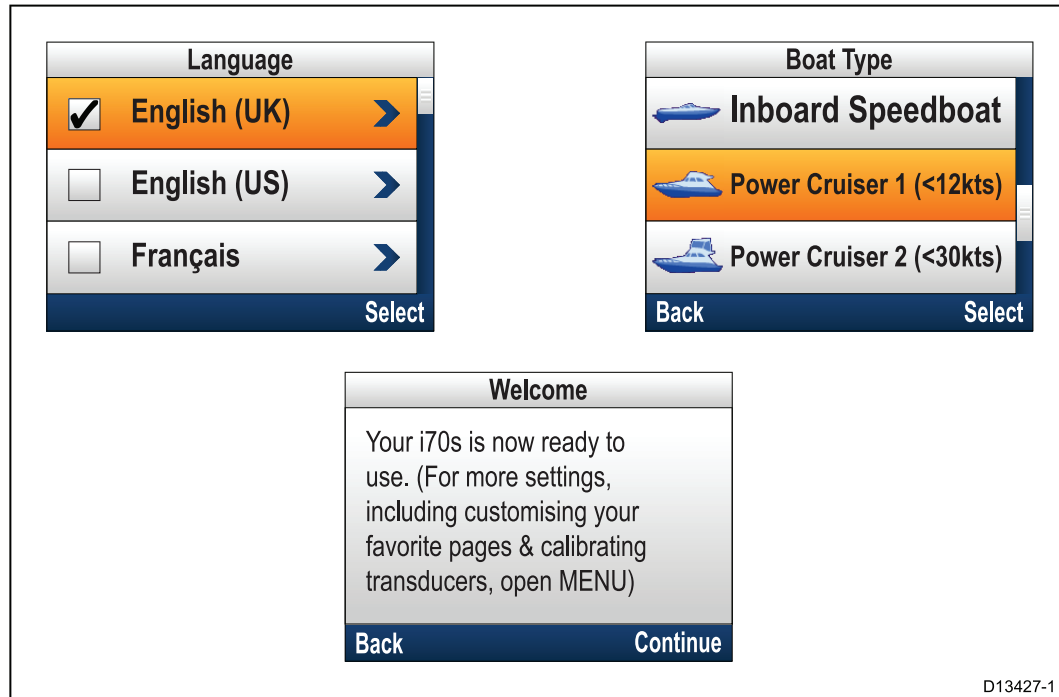 Language
English (UK)
English (US)
Français
Select
Boat Type
Inboard Speedboat
Power Cruiser 1 (<12kts)
Power Cruiser 2 (<30kts)
Back Select
Welcome
Your i70s is now ready to
use. (For more settings,
including customising your
favorite pages & calibrating
transducers, open MENU)
Back Continue
D13427-1